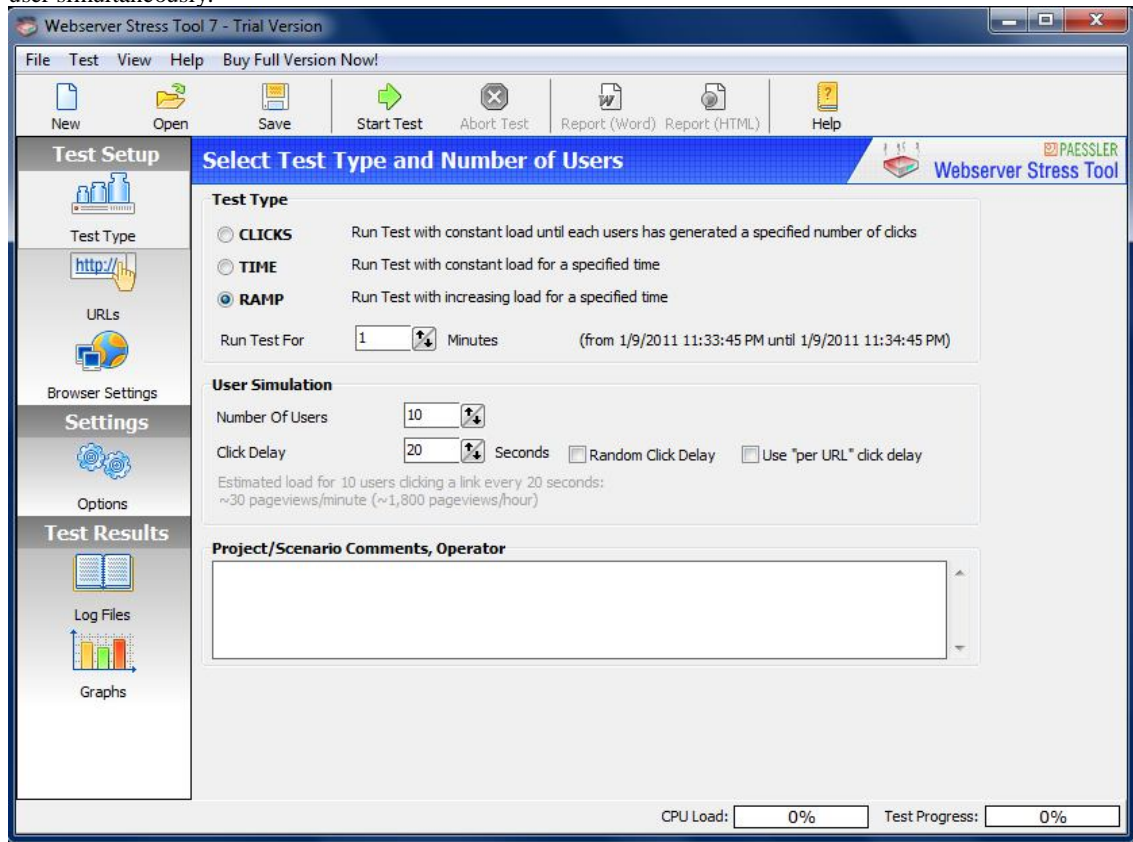 user simultaneously.
Webserver Stress Tool 7 - Trial Version
File Test View Help Buy Full Version Now!
New Open Save Start Test Abort Test Report (Word) Report (HTML) Help
Test Setup
Select Test Type and Number of Users
PAESSLER
Webserver Stress Tool
Test Type
http://
URLs
Browser Settings
Settings
Options
Test Results
Log Files
Graphs
Test Type
CLICKS Run Test with constant load until each users has generated a specified number of clicks
TIME Run Test with constant load for a specified time
RAMP Run Test with increasing load for a specified time
Run Test For 1 Minutes (from 1/9/2011 11:33:45 PM until 1/9/2011 11:34:45 PM)
User Simulation
Number Of Users 10
Click Delay 20 Seconds Random Click Delay Use "per URL" click delay
Estimated load for 10 users clicking a link every 20 seconds:
~30 pageviews/minute (~1,800 pageviews/hour)
Project/Scenario Comments, Operator
CPU Load: 0% Test Progress: 0%